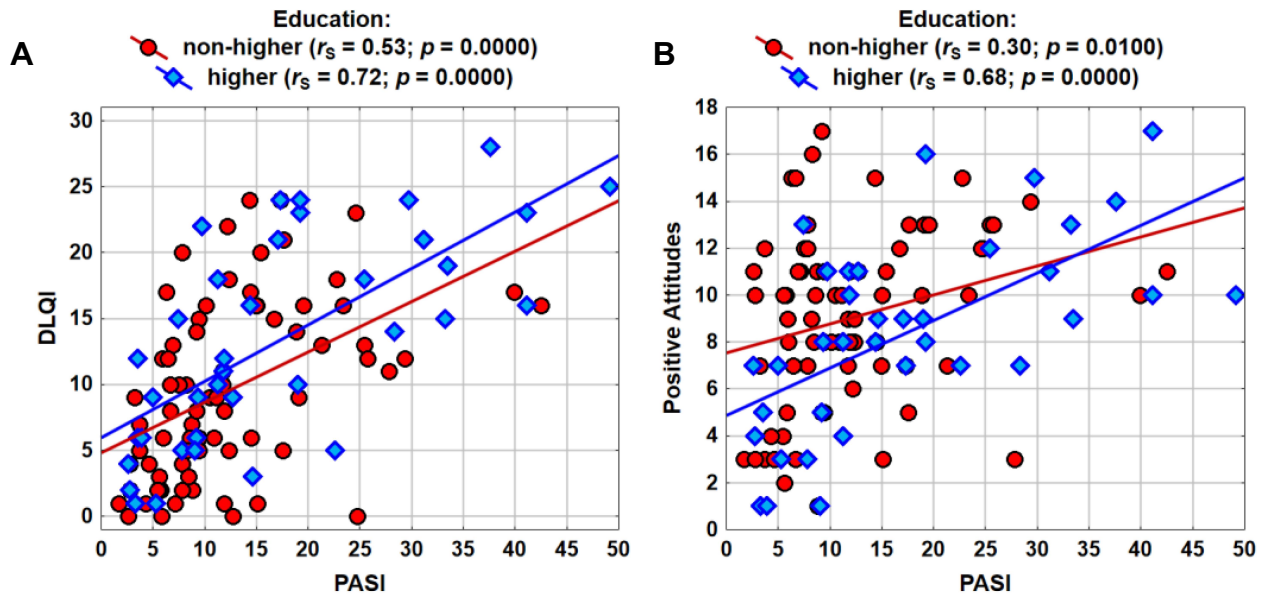 A
Education:
non-higher (rS = 0.53; p = 0.0000)
higher (rS = 0.72; p = 0.0000)
30
25
20
15
10
5
0
DLQI
0 5 10 15 20 25 30 35 40 45 50
PASI
B
Education:
non-higher (rS = 0.30; p = 0.0100)
higher (rS = 0.68; p = 0.0000)
18
16
14
12
10
8
6
4
2
0
Positive Attitudes
0 5 10 15 20 25 30 35 40 45 50
PASI